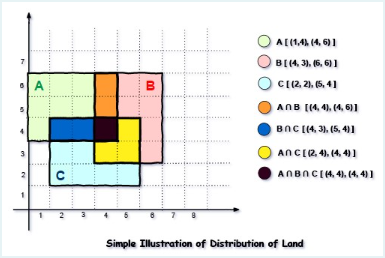 7
6
5
4
3
2
1
A
B
C
1 2 3 4 5 6 7 8
A [ (1,4), (4, 6) ]
B [ (4, 3), (6, 6) ]
C [ (2, 2), (5, 4 ]
A ∩ B [ (4, 4), (4, 6) ]
B ∩ C [ (4, 3), (5, 4) ]
A ∩ C [ (2, 4), (4, 4) ]
A ∩ B ∩ C [ (4, 4), (4, 4) ]
Simple Illustration of Distribution of Land